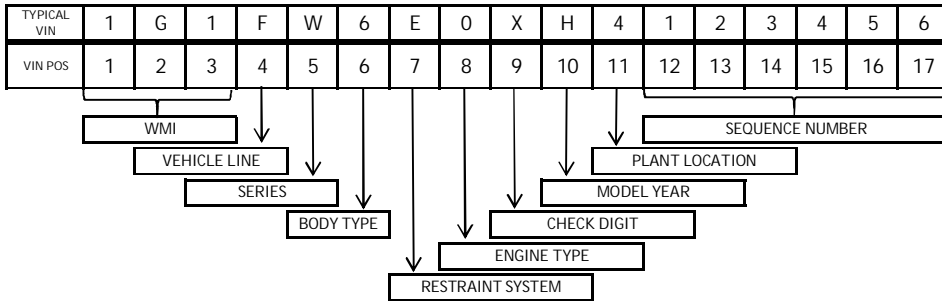 TYPICAL VIN 1 G 1 F W 6 E 0 X H 4 1 2 3 4 5 6
VIN POS 1 2 3 4 5 6 7 8 9 10 11 12 13 14 15 16 17
WMI SEQUENCE NUMBER
VEHICLE LINE PLANT LOCATION
SERIES MODEL YEAR
BODY TYPE CHECK DIGIT
ENGINE TYPE
RESTRAINT SYSTEM